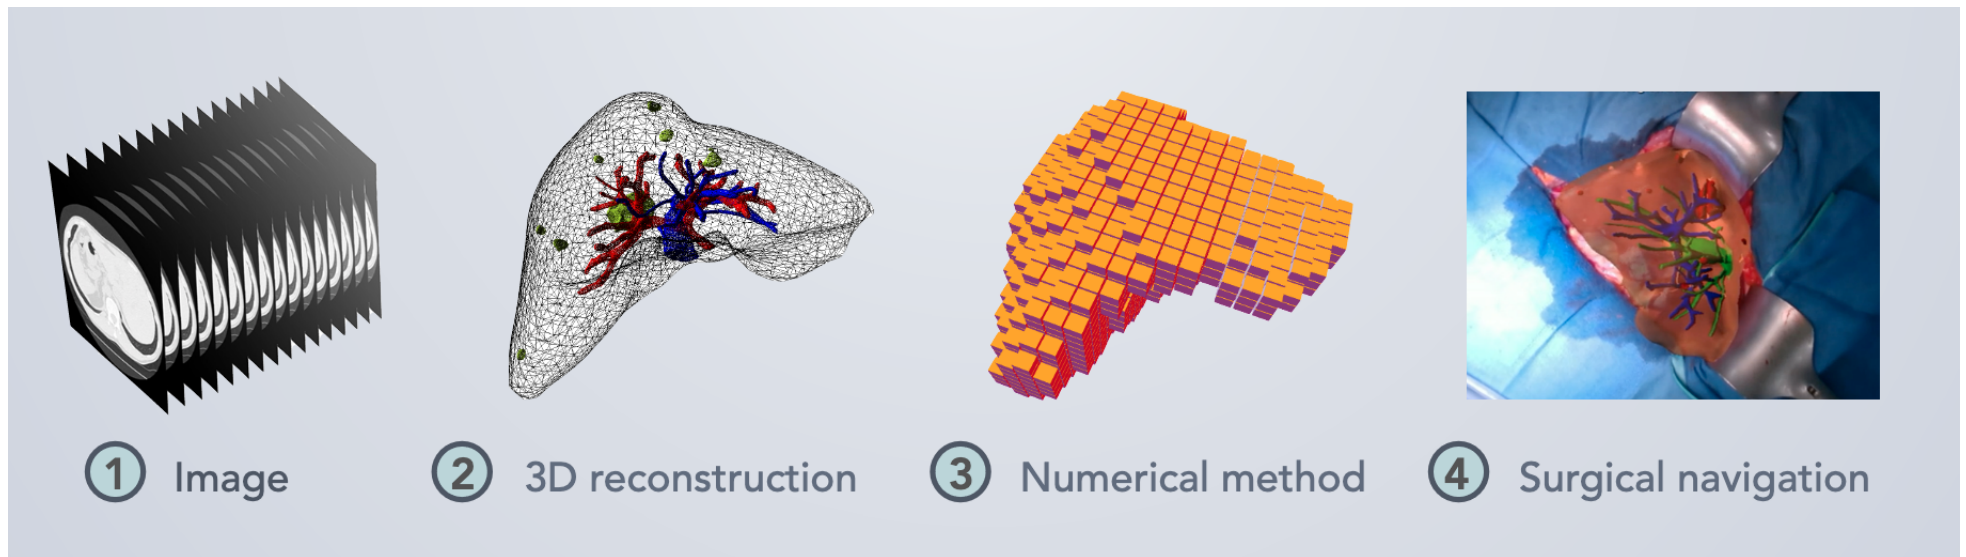 1 Image
2 3D reconstruction
3 Numerical method
4 Surgical navigation